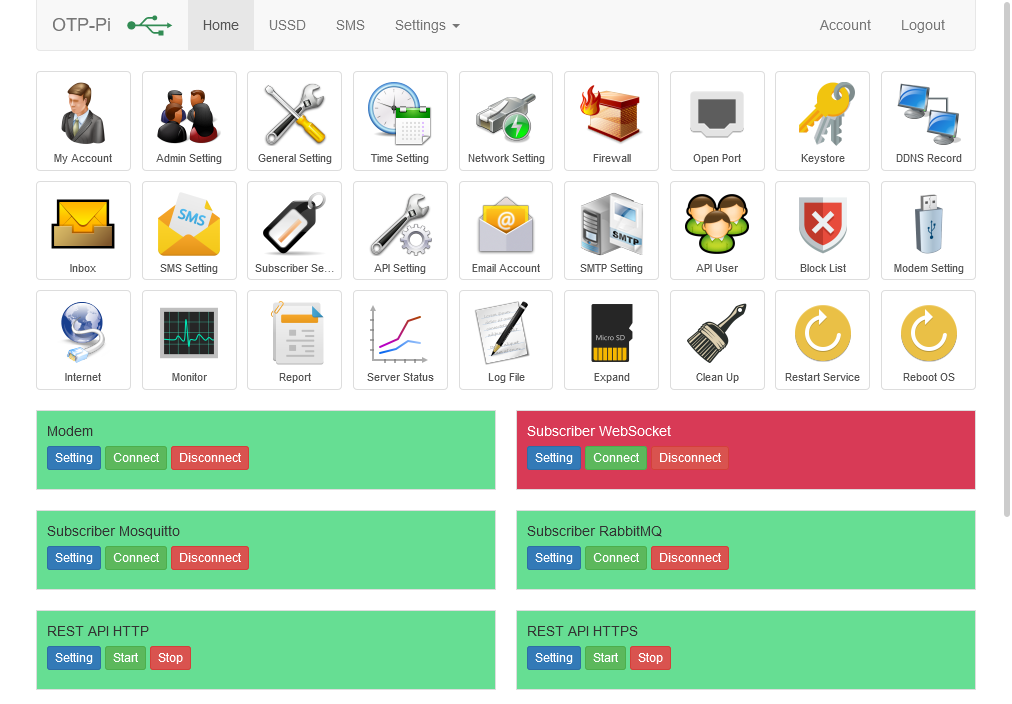 OTP-Pi Home USSD SMS Settings Account Logout
My Account Admin Setting General Setting Time Setting Network Setting Firewall Open Port Keystore DDNS Record
SMS
@
SMTP
Inbox SMS Setting Subscriber Se... API Setting Email Account SMTP Setting API User Block List Modem Setting
Micro SD
Internet Monitor Report Server Status Log File Expand Clean Up Restart Service Reboot OS
Modem
Setting Connect Disconnect
Subscriber WebSocket
Setting Connect Disconnect
Subscriber Mosquitto
Setting Connect Disconnect
Subscriber RabbitMQ
Setting Connect Disconnect
REST API HTTP
Setting Start Stop
REST API HTTPS
Setting Start Stop